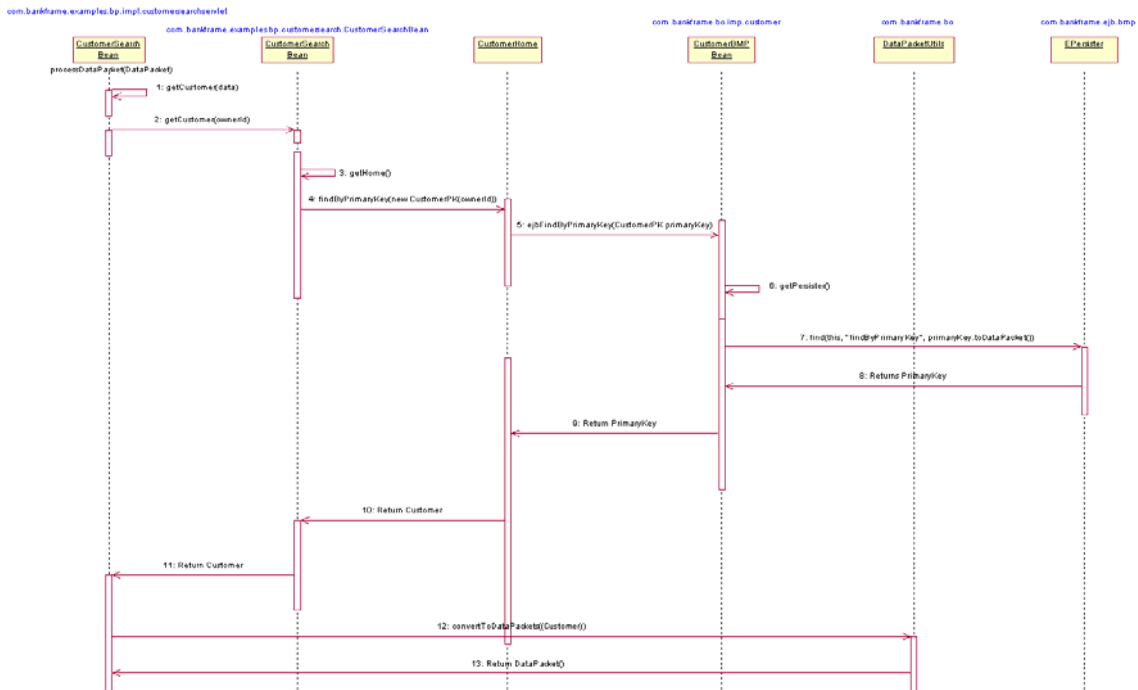 com.bankframe.examples.bp.impl.customersearchservlet
com.bankframe.examples.bp.customersearch.CustomerSearchBean
com.bankframe.bo.imp.customer
com.bankframe.bo
com.bankframe.ejb.bmp
CustomerSearch
Bean
CustomerSearch
Bean
CustomerHome
CustomerBMP
Bean
DataPacketUtils
EPersister
processDataPacket(DataPacket)
1: getCustomer(data)
2: getCustomer(ownerId)
3: getHome()
4: findByPrimaryKey(new CustomerPK(ownerId))
5: ejbFindByPrimaryKey(CustomerPK primaryKey)
6: getPersister()
7: find(this, "findByPrimaryKey", primaryKey.toDataPacket())
8: Returns PrimaryKey
9: Return PrimaryKey
10: Return Customer
11: Return Customer
12: convertToDataPackets((Customer))
13: Return DataPacket()